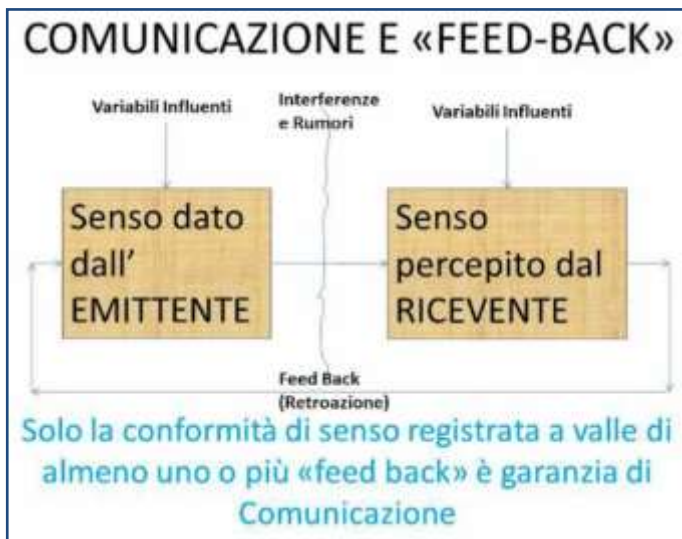 COMUNICAZIONE E «FEED-BACK»
Variabili Influenti
Interferenze
e Rumori
Variabili Influenti
Senso dato
dall'
EMITTENTE
Senso
percepito dal
RICEVENTE
Feed Back
(Retroazione)
Solo la conformità di senso registrata a valle di
almeno uno o più «feed back» è garanzia di
Comunicazione